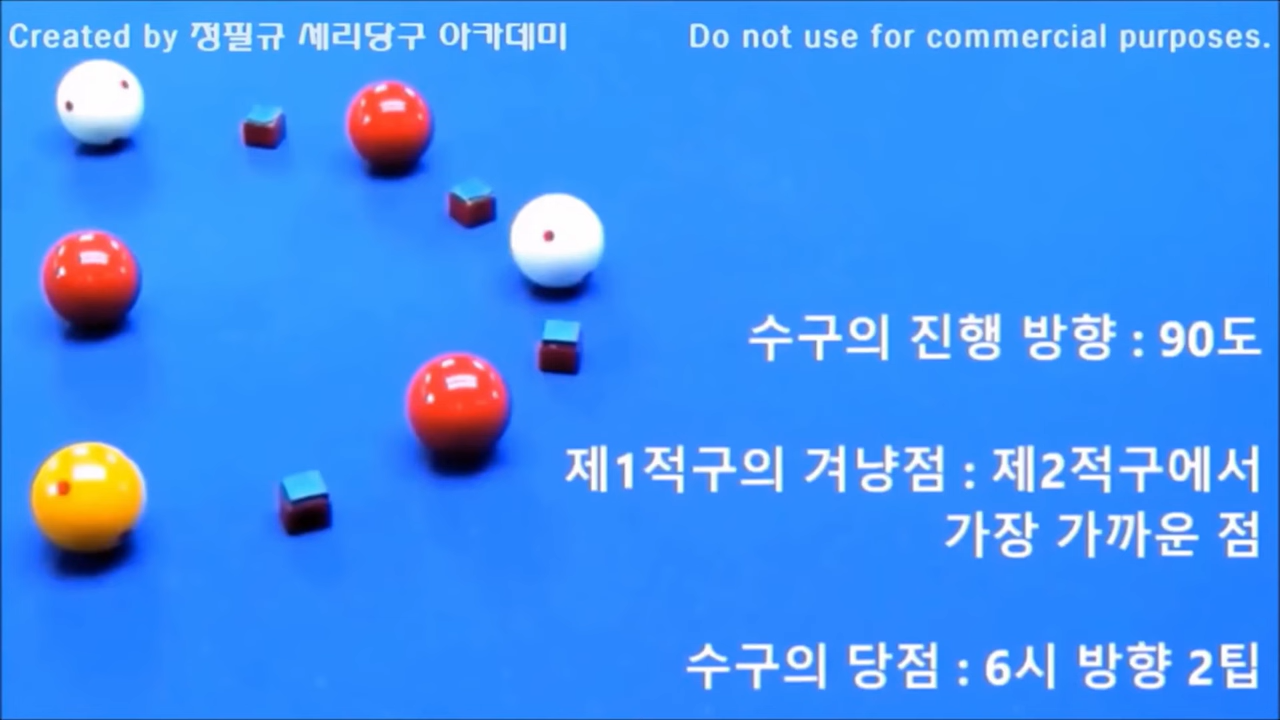 Created by 정필규 세리당구 아카데미
Do not use for commercial purposes.
수구의 진행 방향 : 90도
제1적구의 겨냥점 : 제2적구에서
가장 가까운 점
수구의 당점 : 6시 방향 2팁